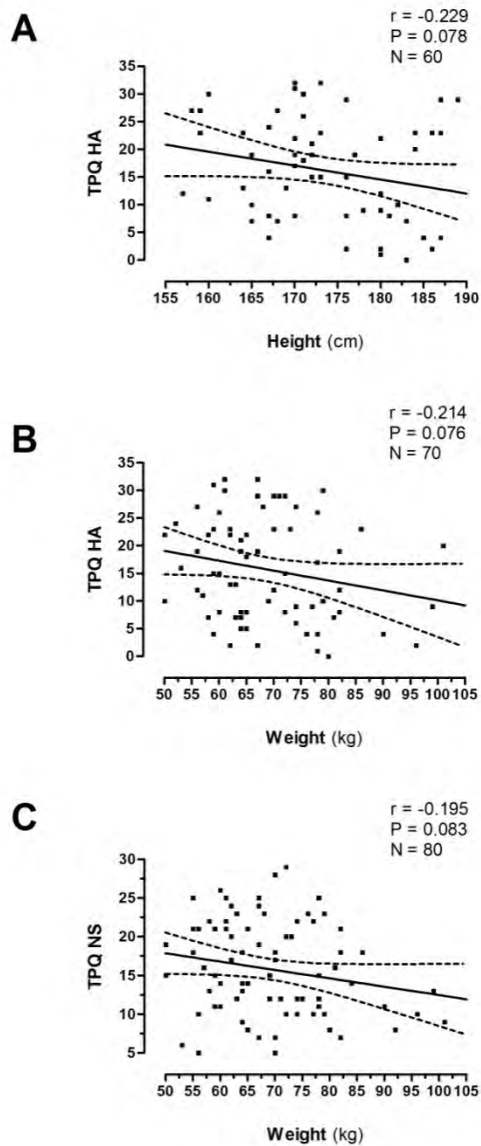 A
r = -0.229
P = 0.078
N = 60
35
30
25
20
15
10
5
0
TPQ HA
155 160 165 170 175 180 185 190
Height (cm)
B
r = -0.214
P = 0.076
N = 70
35
30
25
20
15
10
5
0
TPQ HA
50 55 60 65 70 75 80 85 90 95 100 105
Weight (kg)
C
r = -0.195
P = 0.083
N = 80
30
25
20
15
10
5
TPQ NS
50 55 60 65 70 75 80 85 90 95 100 105
Weight (kg)